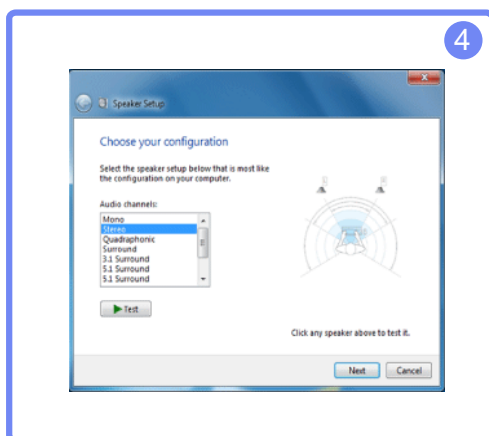 4
Speaker Setup
Choose your configuration
Select the speaker setup below that is most like
the configuration on your computer.
Audio channels:
Mono
Stereo
Quadraphonic
Surround
3.1 Surround
5.1 Surround
5.1 Surround
Test
Click any speaker above to test it.
Next
Cancel